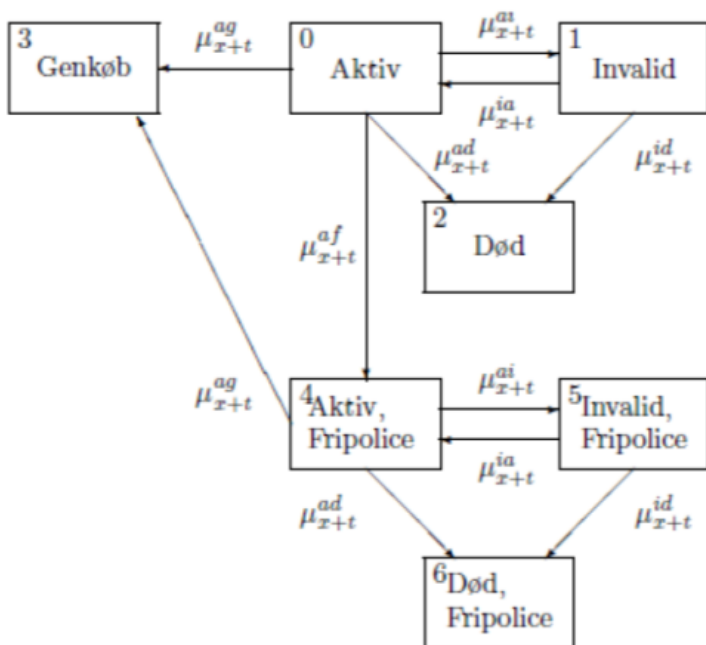 3
Genkøb
μ^{ag}_{x+t}
0
Aktiv
μ^{ai}_{x+t}
1
Invalid
μ^{ia}_{x+t}
μ^{ad}_{x+t}
μ^{id}_{x+t}
2
Død
μ^{af}_{x+t}
μ^{ag}_{x+t}
4
Aktiv,
Fripolice
μ^{ai}_{x+t}
5
Invalid,
Fripolice
μ^{ia}_{x+t}
μ^{ad}_{x+t}
μ^{id}_{x+t}
6
Død,
Fripolice